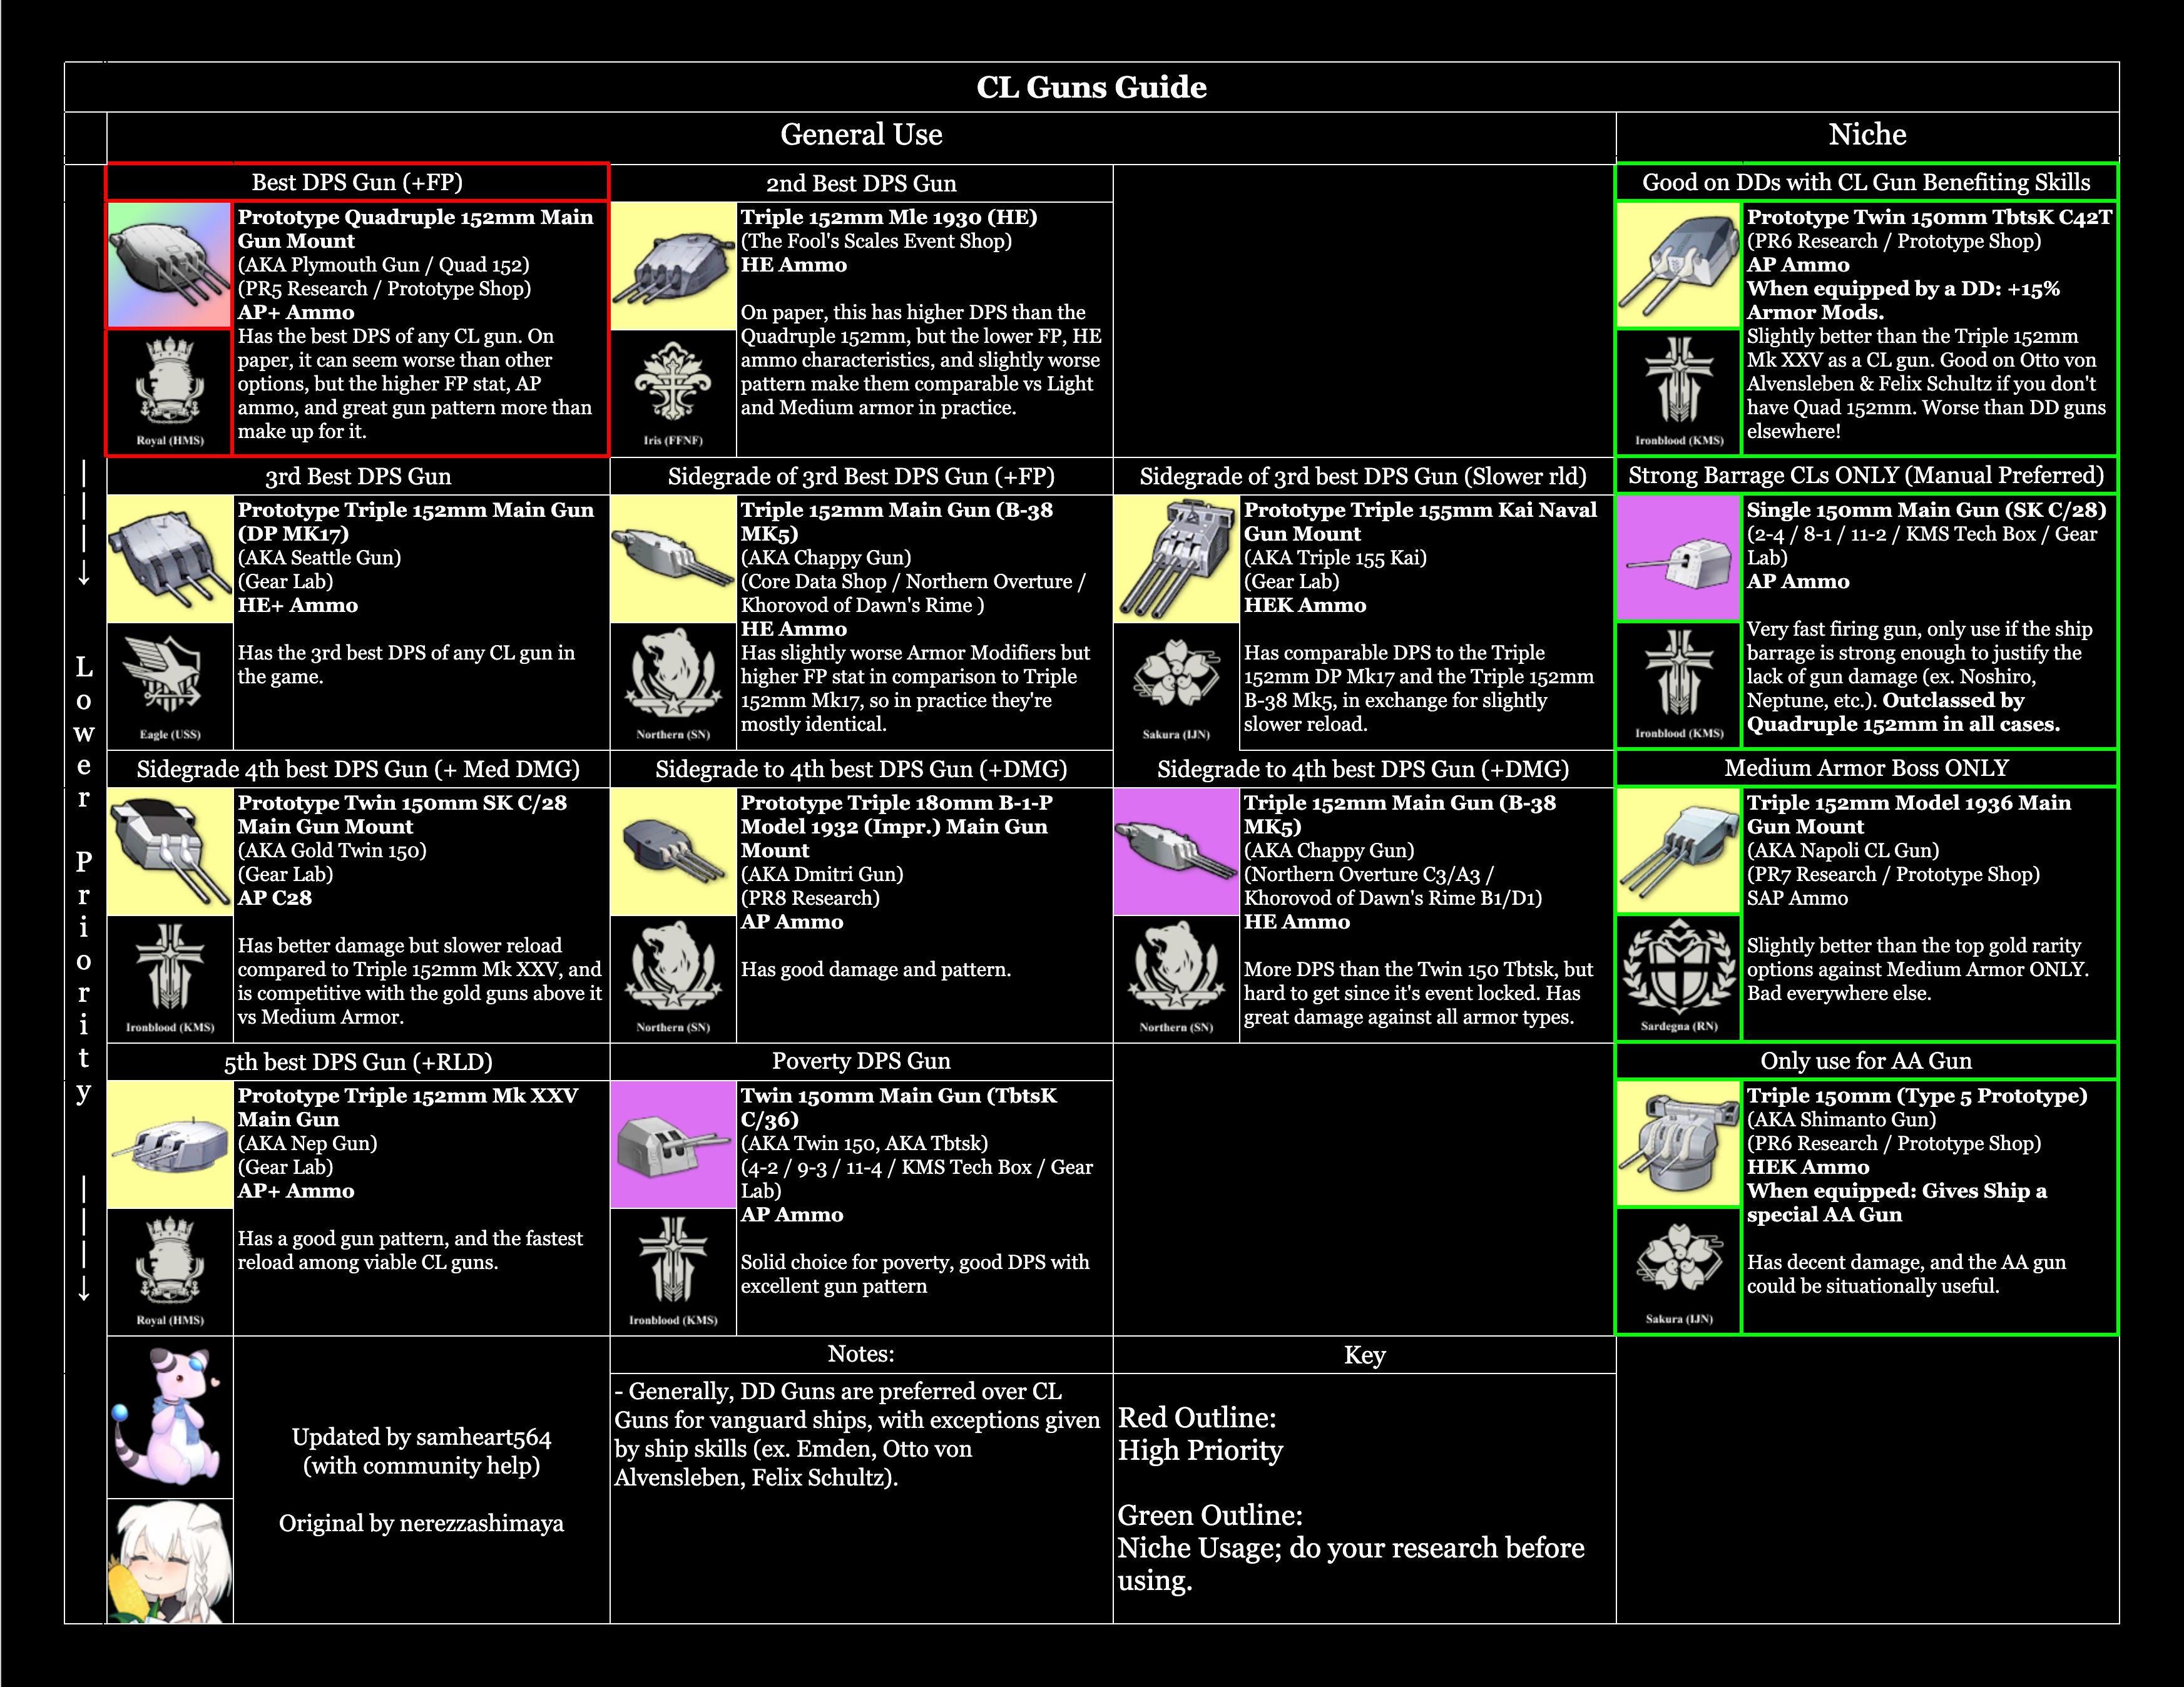 CL Guns Guide
General Use
Niche
Best DPS Gun (+FP)
Prototype Quadruple 152mm Main
Gun Mount
(AKA Plymouth Gun / Quad 152)
(PR5 Research / Prototype Shop)
AP+ Ammo
Has the best DPS of any CL gun. On
paper, it can seem worse than other
options, but the higher FP stat, AP
ammo, and great gun pattern more than
make up for it.
Royal (HMS)
2nd Best DPS Gun
Triple 152mm Mle 1930 (HE)
(The Fool's Scales Event Shop)
HE Ammo
On paper, this has higher DPS than the
Quadruple 152mm, but the lower FP, HE
ammo characteristics, and slightly worse
pattern make them comparable vs Light
and Medium armor in practice.
Iris (FFNF)
Good on DDs with CL Gun Benefiting Skills
Prototype Twin 150mm TbtsK C42T
(PR6 Research / Prototype Shop)
AP Ammo
When equipped by a DD: +15%
Armor Mods.
Slightly better than the Triple 152mm
Mk XXV as a CL gun. Good on Otto von
Alvensleben & Felix Schultz if you don't
have Quad 152mm. Worse than DD guns
elsewhere!
Ironblood (KMS)
Lower Priority
3rd Best DPS Gun
Prototype Triple 152mm Main Gun
(DP MK17)
(AKA Seattle Gun)
(Gear Lab)
HE+ Ammo
Has the 3rd best DPS of any CL gun in
the game.
Eagle (USS)
Sidegrade of 3rd Best DPS Gun (+FP)
Triple 152mm Main Gun (B-38
MK5)
(AKA Chappy Gun)
(Core Data Shop / Northern Overture /
Khorovod of Dawn's Rime )
HE Ammo
Has slightly worse Armor Modifiers but
higher FP stat in comparison to Triple
152mm Mk17, so in practice they're
mostly identical.
Northern (SN)
Sidegrade of 3rd best DPS Gun (Slower rld)
Prototype Triple 155mm Kai Naval
Gun Mount
(AKA Triple 155 Kai)
(Gear Lab)
HEK Ammo
Has comparable DPS to the Triple
152mm DP Mk17 and the Triple 152mm
B-38 Mk5, in exchange for slightly
slower reload.
Sakura (IJN)
Strong Barrage CLs ONLY (Manual Preferred)
Single 150mm Main Gun (SK C/28)
(2-4 / 8-1 / 11-2 / KMS Tech Box / Gear
Lab)
AP Ammo
Very fast firing gun, only use if the ship
barrage is strong enough to justify the
lack of gun damage (ex. Noshiro,
Neptune, etc.). Outclassed by
Quadruple 152mm in all cases.
Ironblood (KMS)
Sidegrade 4th best DPS Gun (+ Med DMG)
Prototype Twin 150mm SK C/28
Main Gun Mount
(AKA Gold Twin 150)
(Gear Lab)
AP C28
Has better damage but slower reload
compared to Triple 152mm Mk XXV, and
is competitive with the gold guns above it
vs Medium Armor.
Ironblood (KMS)
Sidegrade to 4th best DPS Gun (+DMG)
Prototype Triple 180mm B-1-P
Model 1932 (Impr.) Main Gun
Mount
(AKA Dmitri Gun)
(PR8 Research)
AP Ammo
Has good damage and pattern.
Northern (SN)
Sidegrade to 4th best DPS Gun (+DMG)
Triple 152mm Main Gun (B-38
MK5)
(AKA Chappy Gun)
(Northern Overture C3/A3 /
Khorovod of Dawn's Rime B1/D1)
HE Ammo
More DPS than the Twin 150 Tbtsk, but
hard to get since it's event locked. Has
great damage against all armor types.
Northern (SN)
Medium Armor Boss ONLY
Triple 152mm Model 1936 Main
Gun Mount
(AKA Napoli CL Gun)
(PR7 Research / Prototype Shop)
SAP Ammo
Slightly better than the top gold rarity
options against Medium Armor ONLY.
Bad everywhere else.
Sardegna (RN)
5th best DPS Gun (+RLD)
Prototype Triple 152mm Mk XXV
Main Gun
(AKA Nep Gun)
(Gear Lab)
AP+ Ammo
Has a good gun pattern, and the fastest
reload among viable CL guns.
Royal (HMS)
Poverty DPS Gun
Twin 150mm Main Gun (TbtsK
C/36)
(AKA Twin 150, AKA Tbtsk)
(4-2 / 9-3 / 11-4 / KMS Tech Box / Gear
Lab)
AP Ammo
Solid choice for poverty, good DPS with
excellent gun pattern
Ironblood (KMS)
Only use for AA Gun
Triple 150mm (Type 5 Prototype)
(AKA Shimanto Gun)
(PR6 Research / Prototype Shop)
HEK Ammo
When equipped: Gives Ship a
special AA Gun
Has decent damage, and the AA gun
could be situationally useful.
Sakura (IJN)
Updated by samheart564
(with community help)
Original by nerezzashimaya
Notes:
- Generally, DD Guns are preferred over CL
Guns for vanguard ships, with exceptions given
by ship skills (ex. Emden, Otto von
Alvensleben, Felix Schultz).
Key
Red Outline:
High Priority
Green Outline:
Niche Usage; do your research before
using.